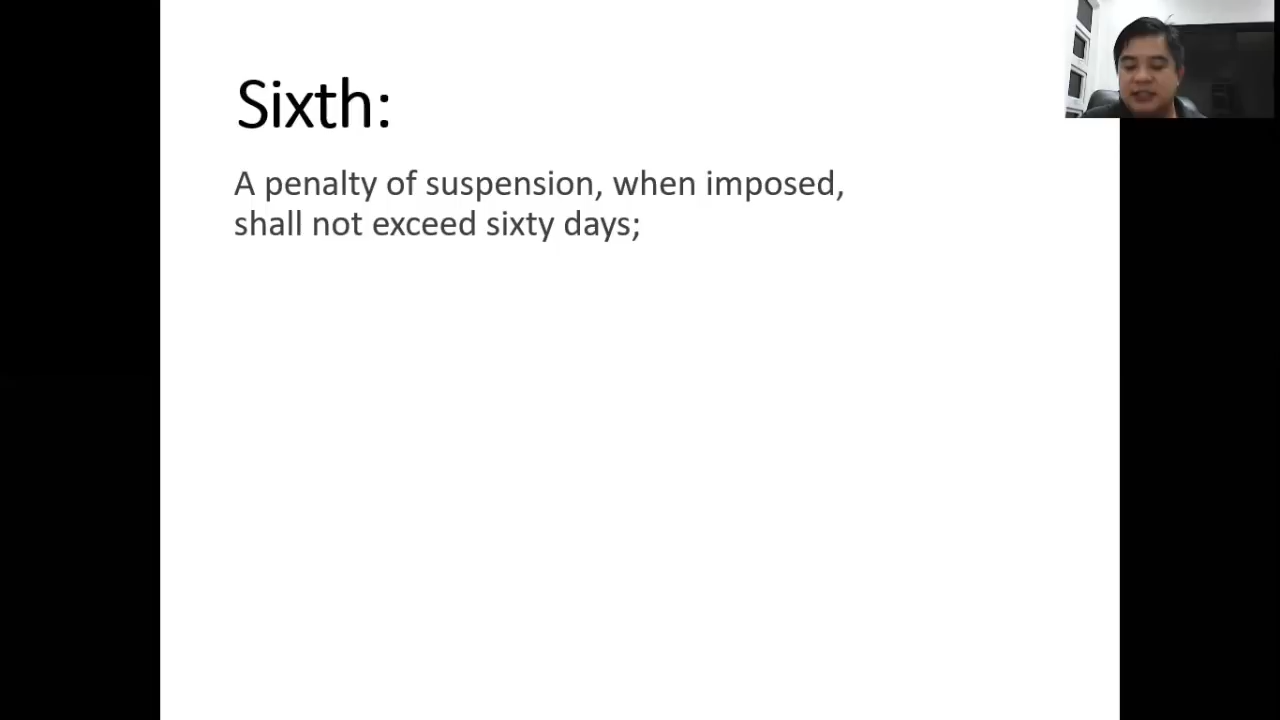 Sixth:
A penalty of suspension, when imposed,
shall not exceed sixty days;